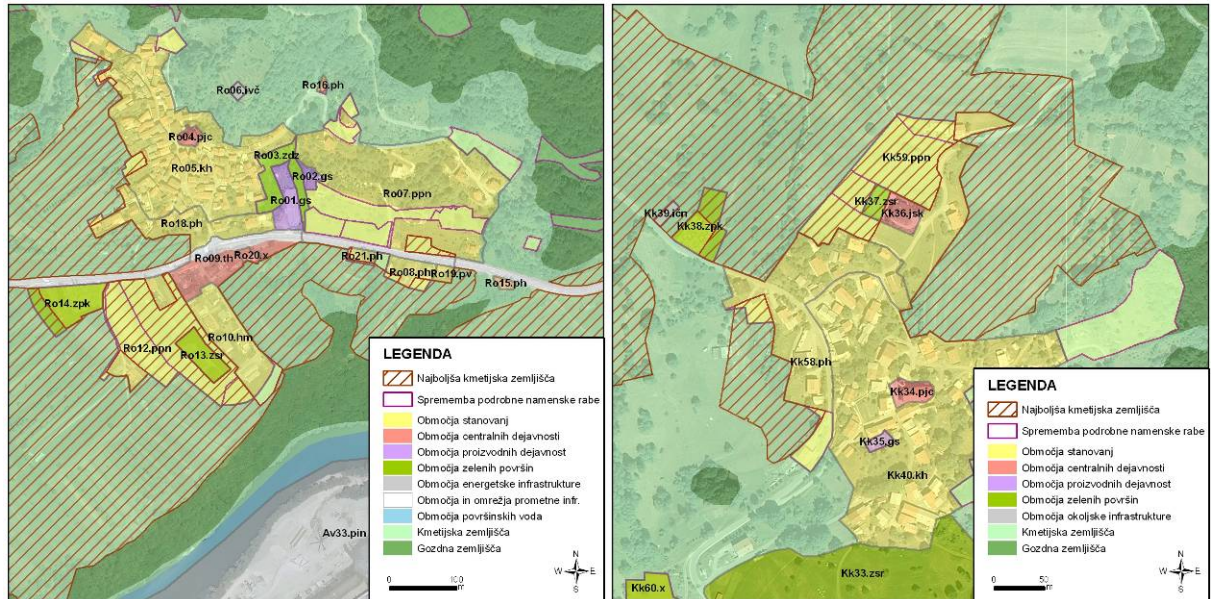 Ro06.ivč
Ro16.ph
Ro04.pjc
Ro03.zdz
Ro05.kh
Ro02.gs
Ro07.ppn
Ro01.gs
Ro18.ph
Ro09.th
Ro20.x
Ro21.ph
Ro08.ph
Ro19.pv
Ro15.ph
Ro14.zpk
Ro10.hm
Ro12.ppn
Ro13.zsr
Av33.pin
LEGENDA
Najboljša kmetijska zemljišča
Sprememba podrobne namenske rabe
Območja stanovanj
Območja centralnih dejavnosti
Območja proizvodnih dejavnost
Območja zelenih površin
Območja energetske infrastrukture
Območja in omrežja prometne infr.
Območja površinskih voda
Kmetijska zemljišča
Gozdna zemljišča
N
W E
S
0 100
m
Kk59.ppn
Kk37.zsr
Kk36.jsk
Kk39.ičn
Kk38.zpk
Kk58.ph
Kk34.pjc
Kk35.gs
Kk40.kh
Kk33.zsr
Kk60.x
LEGENDA
Najboljša kmetijska zemljišča
Sprememba podrobne namenske rabe
Območja stanovanj
Območja centralnih dejavnosti
Območja proizvodnih dejavnost
Območja zelenih površin
Območja okoljske infrastrukture
Kmetijska zemljišča
Gozdna zemljišča
N
W E
S
0 50
m